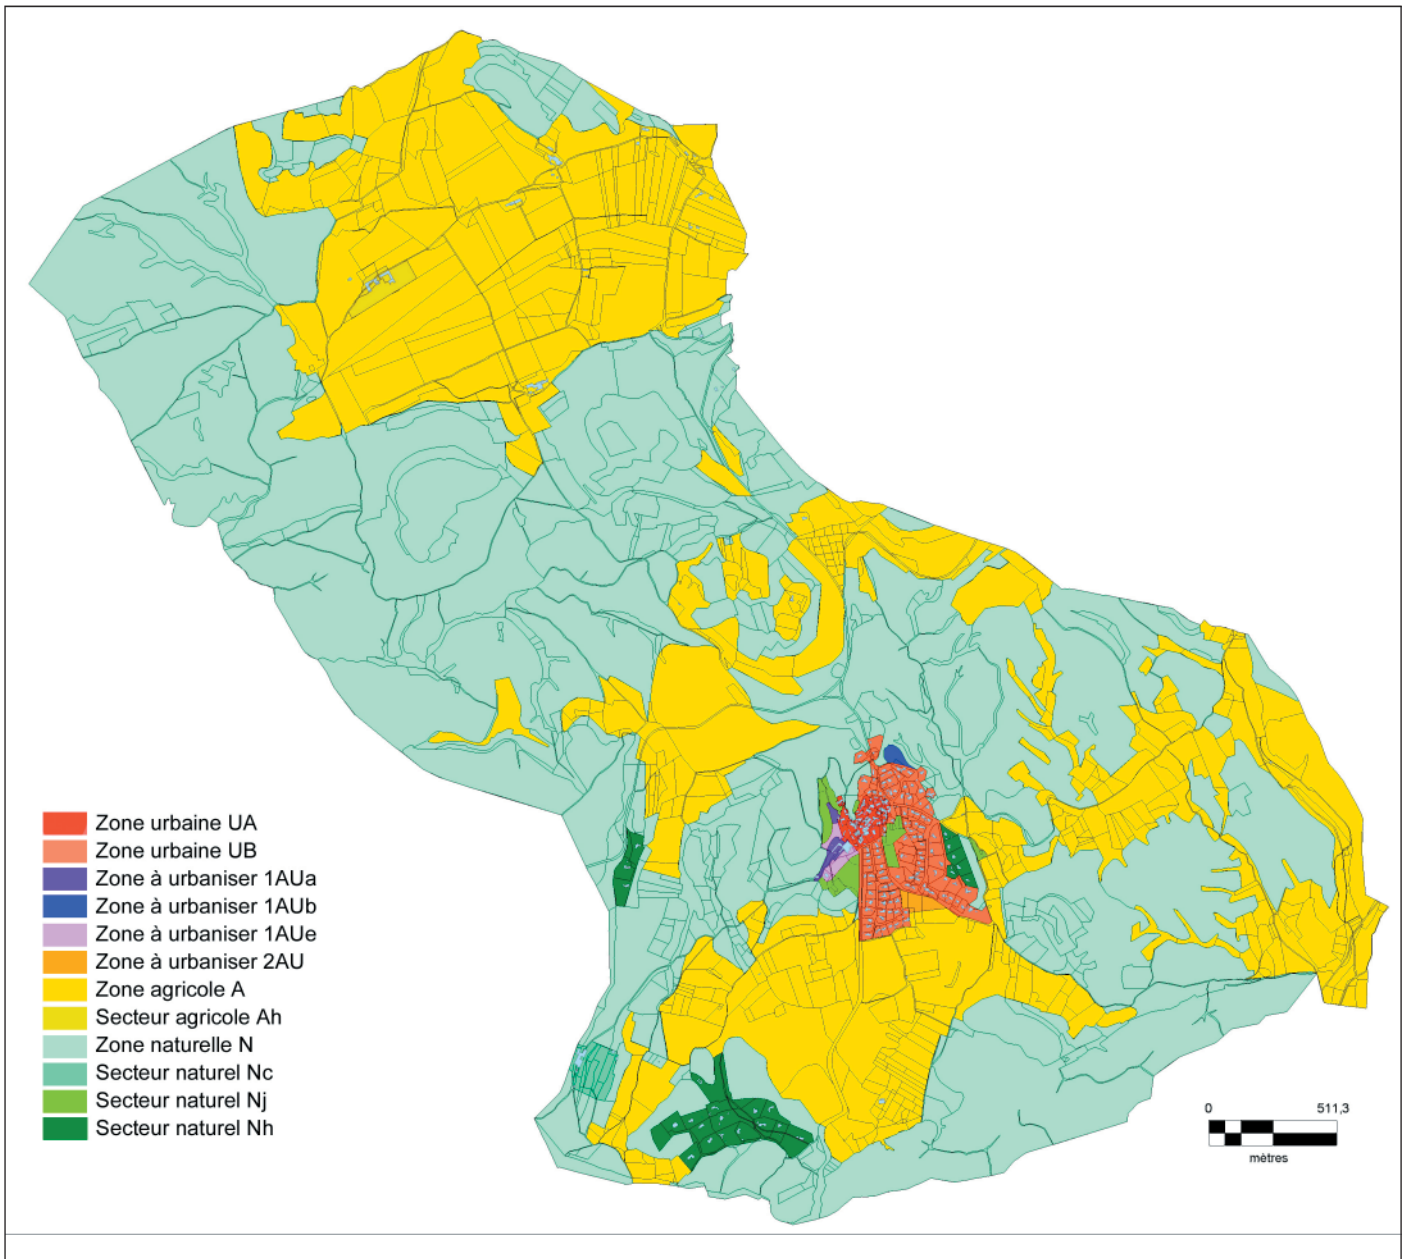 Zone urbaine UA
Zone urbaine UB
Zone à urbaniser 1AUa
Zone à urbaniser 1AUb
Zone à urbaniser 1AUe
Zone à urbaniser 2AU
Zone agricole A
Secteur agricole Ah
Zone naturelle N
Secteur naturel Nc
Secteur naturel Nj
Secteur naturel Nh
0 511,3
mètres